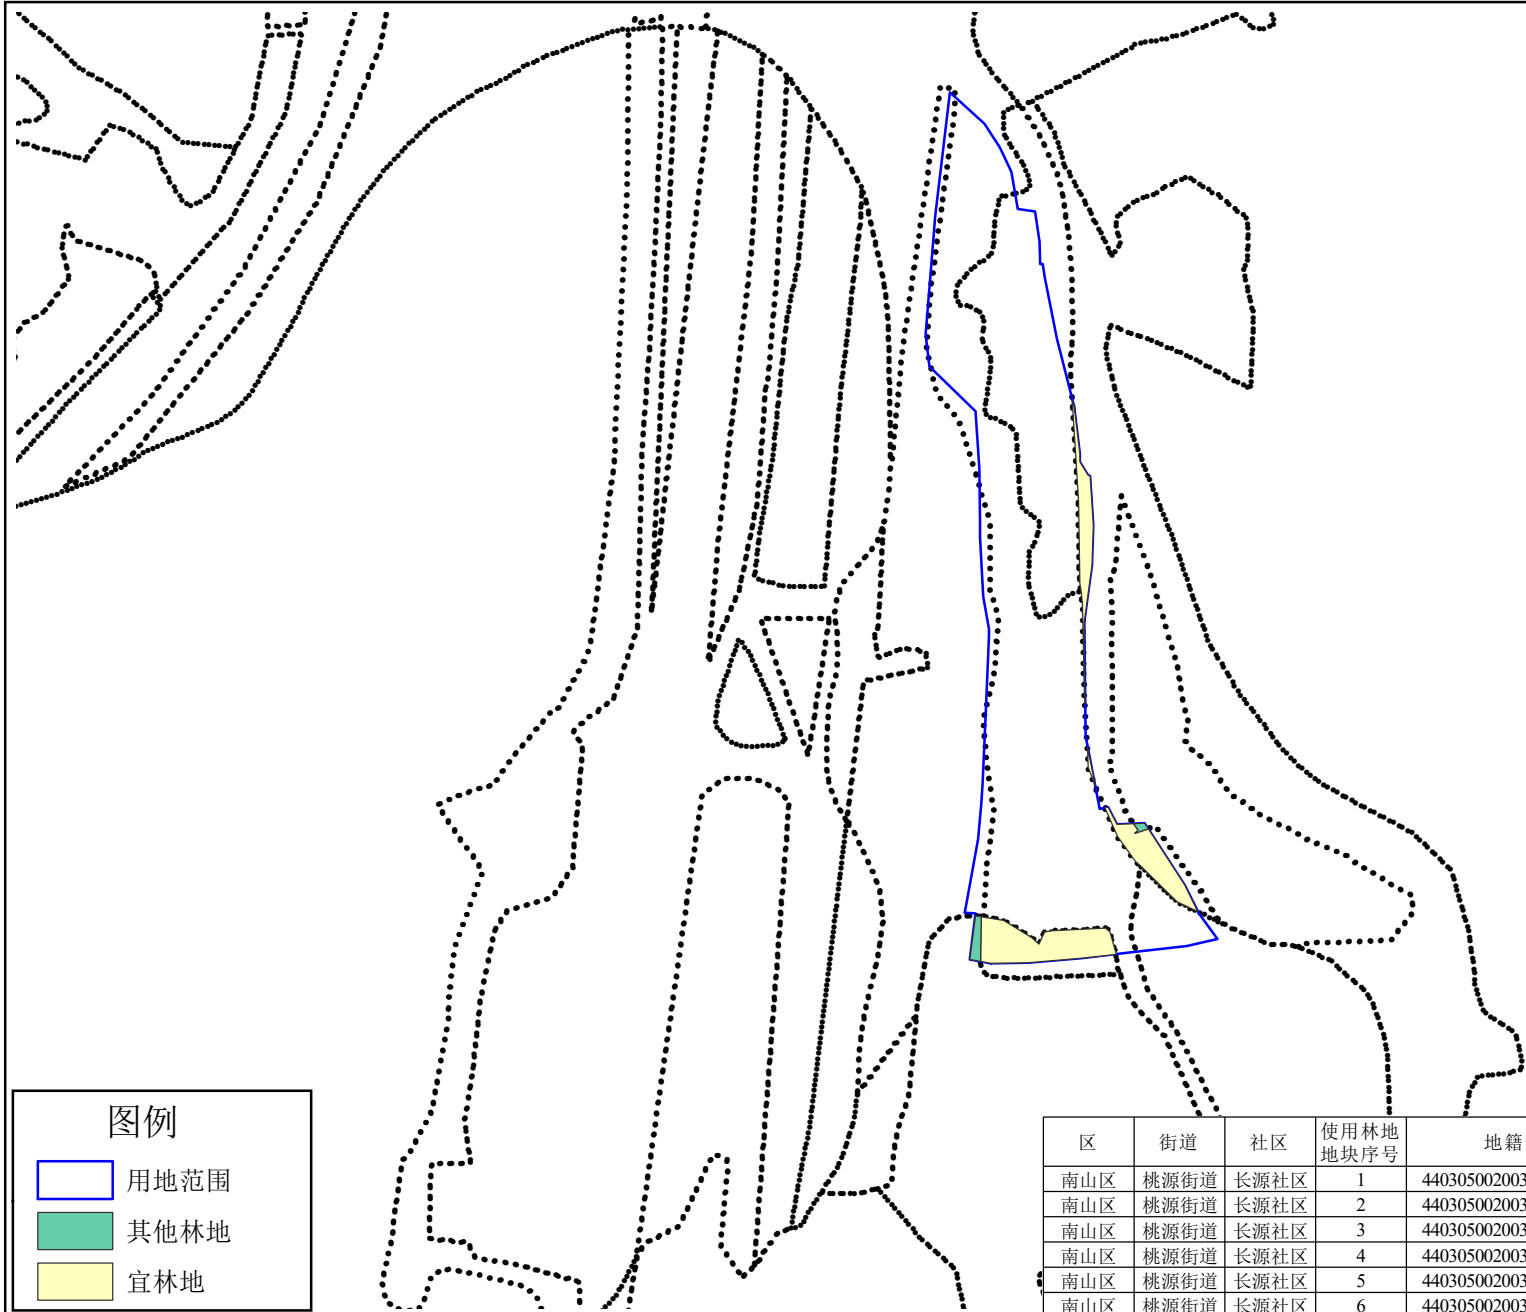 图例
用地范围
其他林地
宜林地
区 街道 社区 使用林地地块序号 地籍
南山区 桃源街道 长源社区 1 440305002003
南山区 桃源街道 长源社区 2 440305002003
南山区 桃源街道 长源社区 3 440305002003
南山区 桃源街道 长源社区 4 440305002003
南山区 桃源街道 长源社区 5 440305002003
南山区 桃源街道 长源社区 6 440305002003